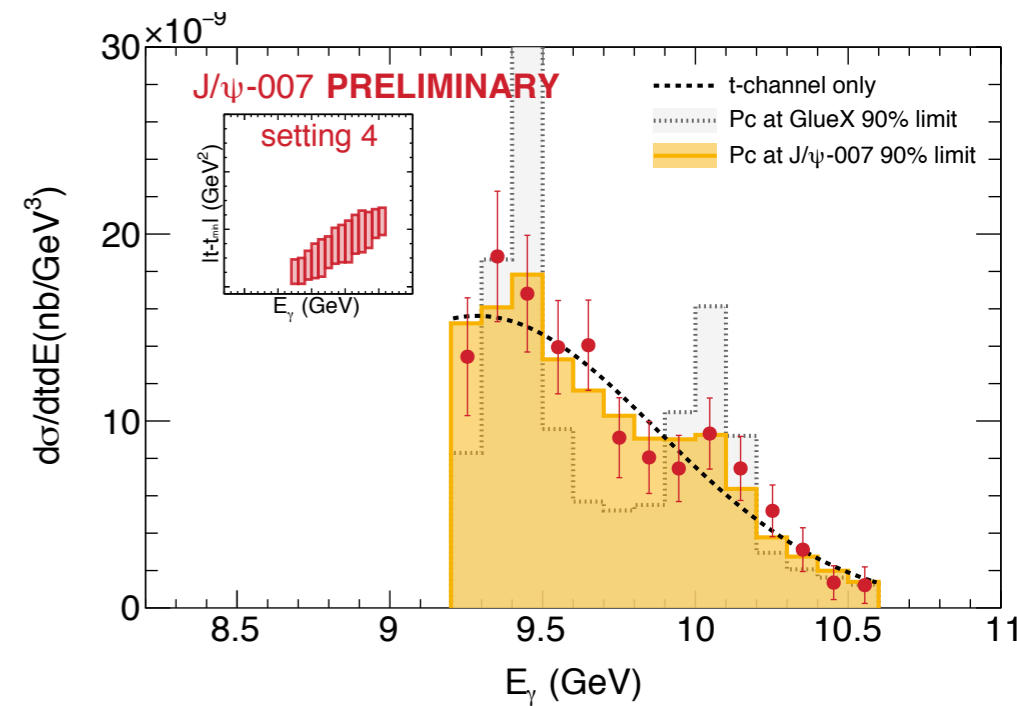 30×10⁻⁹
J/ψ-007 PRELIMINARY
setting 4
|t-tₘᵢₙ| (GeV²)
E_γ (GeV)
t-channel only
Pc at GlueX 90% limit
Pc at J/ψ-007 90% limit
dσ/dtdE(nb/GeV³)
20
10
0
8.5 9 9.5 10 10.5 11
E_γ (GeV)